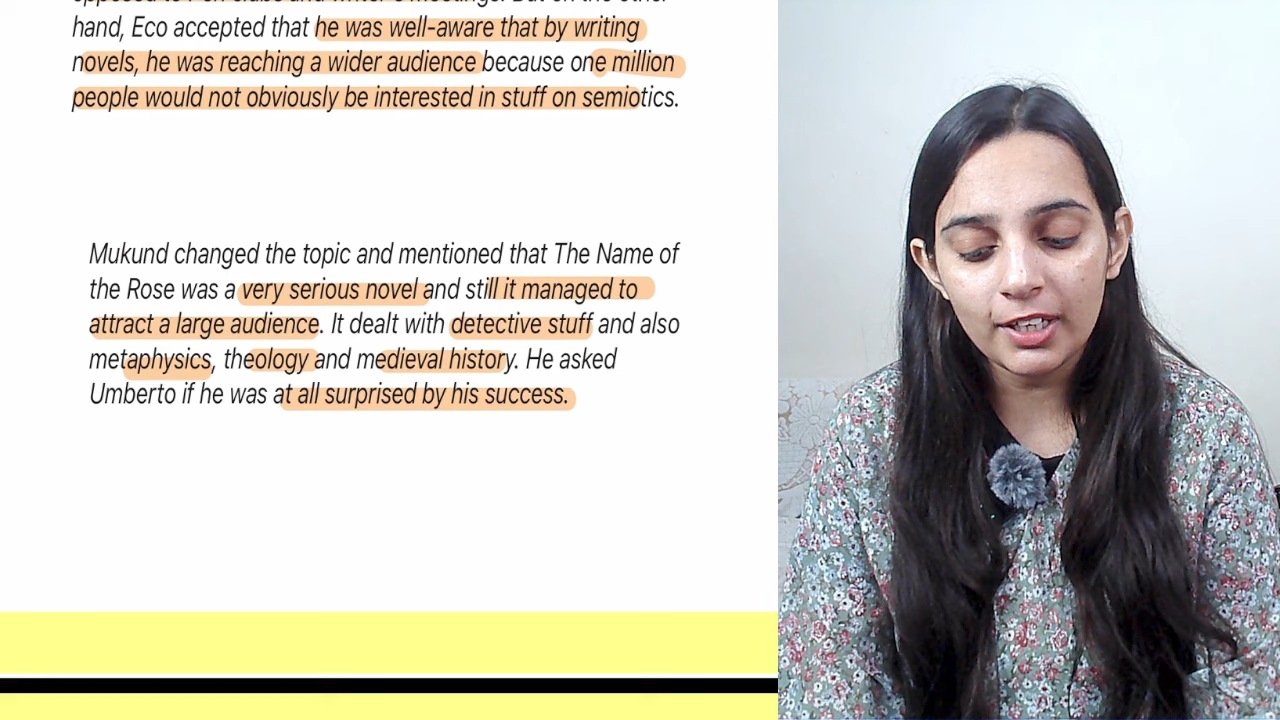 hand, Eco accepted that he was well-aware that by writing
novels, he was reaching a wider audience because one million
people would not obviously be interested in stuff on semiotics.
Mukund changed the topic and mentioned that The Name of
the Rose was a very serious novel and still it managed to
attract a large audience. It dealt with detective stuff and also
metaphysics, theology and medieval history. He asked
Umberto if he was at all surprised by his success.